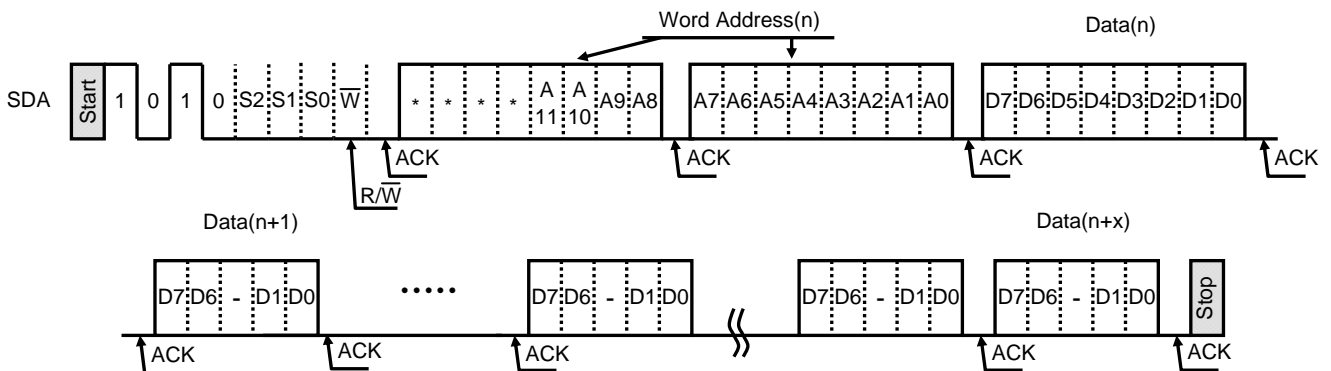 Word Address(n) Data(n)
SDA Start 1 0 1 0 S2 S1 S0 W̅ * * * * A11 A10 A9 A8 A7 A6 A5 A4 A3 A2 A1 A0 D7 D6 D5 D4 D3 D2 D1 D0
ACK ACK ACK ACK
R/W̅
Data(n+1) Data(n+x)
D7 D6 - D1 D0 ••••• D7 D6 - D1 D0 D7 D6 - D1 D0 D7 D6 - D1 D0 Stop
ACK ACK ACK ACK ACK